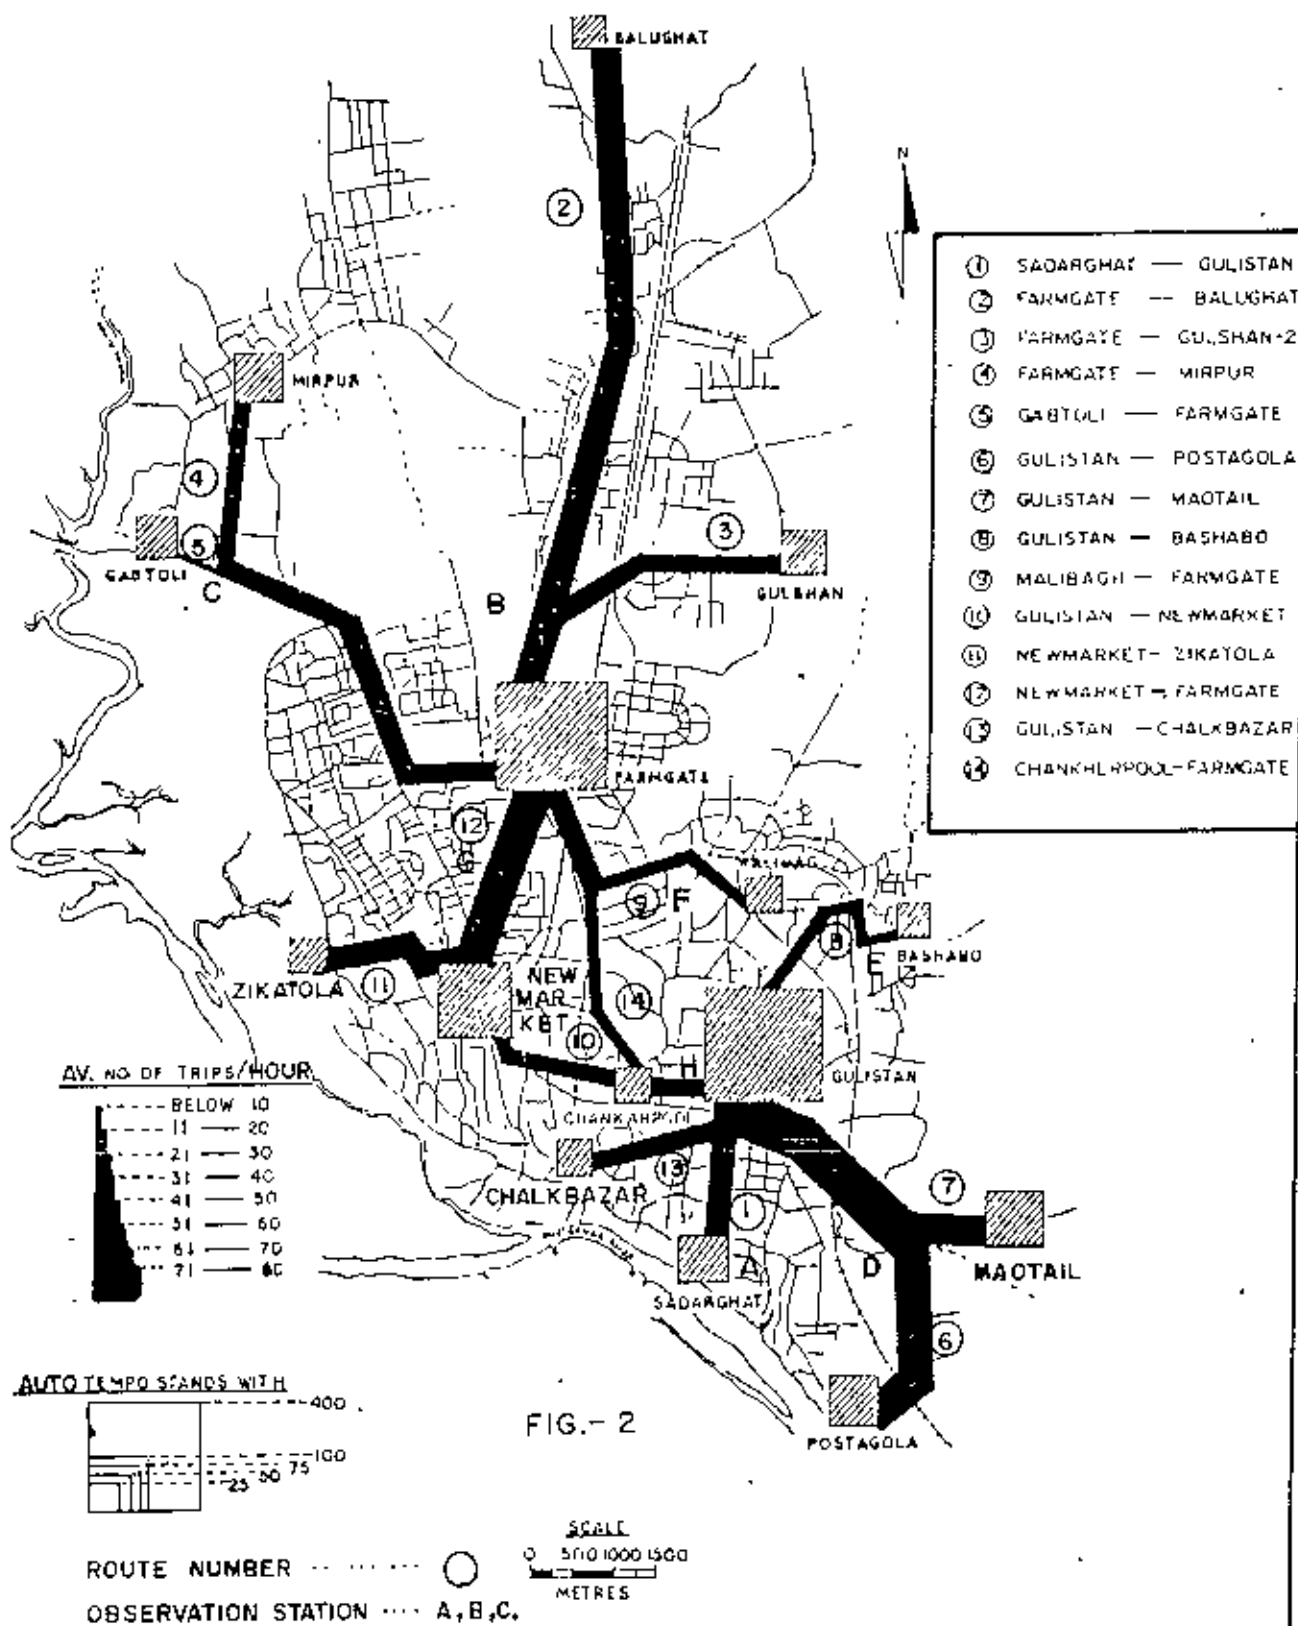 BALUGHAT
2
N
1 SADARGHAT — GULISTAN
2 FARMGATE -- BALUGHAT
3 FARMGATE — GULSHAN-2
4 FARMGATE — MIRPUR
5 GABTOLI — FARMGATE
6 GULISTAN — POSTAGOLA
7 GULISTAN — MAOTAIL
8 GULISTAN — BASHABO
9 MALIBAGH — FARMGATE
10 GULISTAN — NEWMARKET
11 NEWMARKET — ZIKATOLA
12 NEWMARKET — FARMGATE
13 GULISTAN — CHALKBAZAR
14 CHANKHERPOOL-FARMGATE
MIRPUR
4
5
3
GABTOLI
C
B
GULSHAN
FARMGATE
12
G
9
F
8
E
BASHABO
ZIKATOLA
11
NEW
MAR-
KET
14
10
H
GULISTAN
AV. NO OF TRIPS/HOUR
BELOW 10
11 — 20
21 — 30
31 — 40
41 — 50
51 — 60
61 — 70
71 — 80
CHALKBAZAR
13
1
7
A
D
MAOTAIL
SADARGHAT
6
POSTAGOLA
AUTO TEMPO STANDS WITH
400
100
75
50
25
FIG.- 2
SCALE
0 500 1000 1500
METRES
ROUTE NUMBER
OBSERVATION STATION ···· A, B, C.